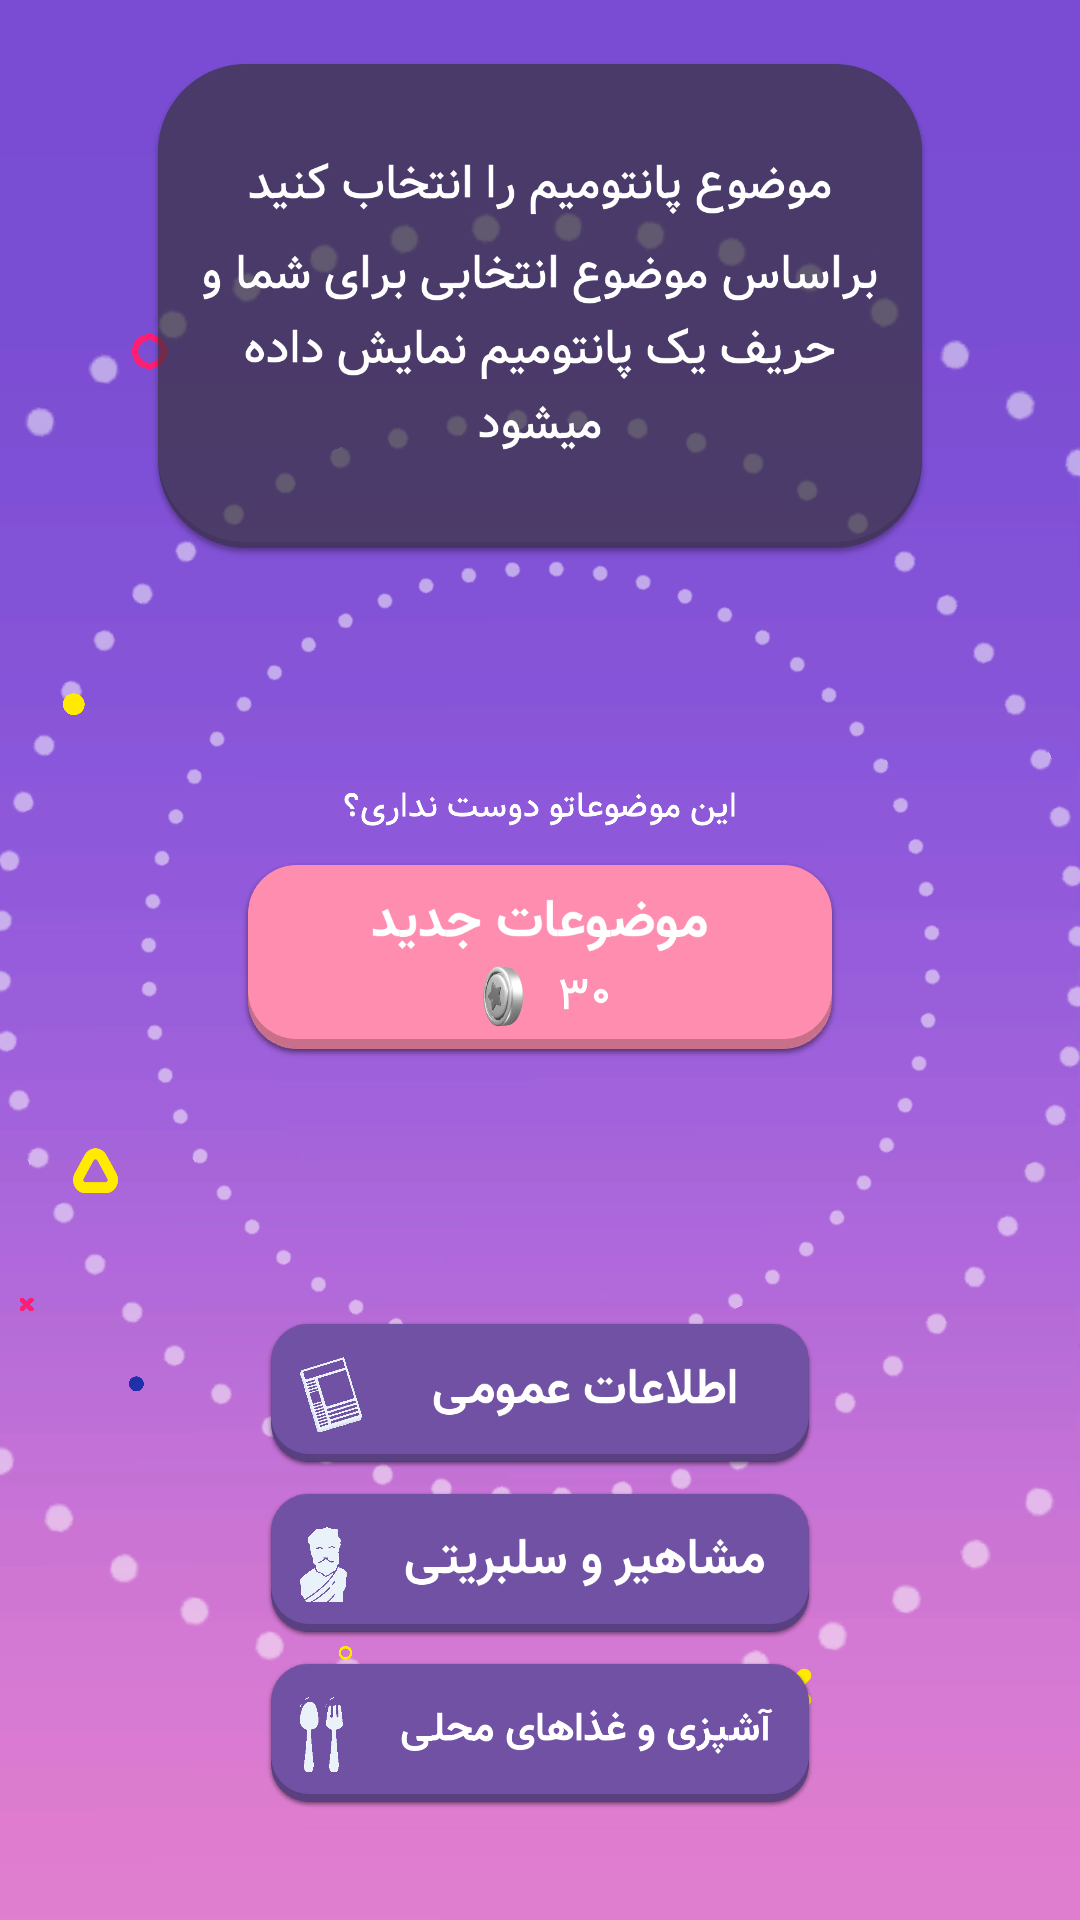 موضوع پانتومیم را انتخاب کنید
براساس موضوع انتخابی برای شما و
حریف یک پانتومیم نمایش داده
میشود
این موضوعاتو دوست نداری؟
موضوعات جدید
۳۰
اطلاعات عمومی
مشاهیر و سلبریتی
آشپزی و غذاهای محلی